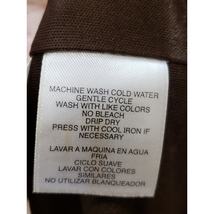 MACHINE WASH COLD WATER
GENTLE CYCLE
WASH WITH LIKE COLORS
NO BLEACH
DRIP DRY
PRESS WITH COOL IRON IF
NECESSARY
LAVAR A MAQUINA EN AGUA
FRIA
CICLO SUAVE
LAVAR CON COLORES
SIMILARES
NO UTILIZAR BLANQUEADOR